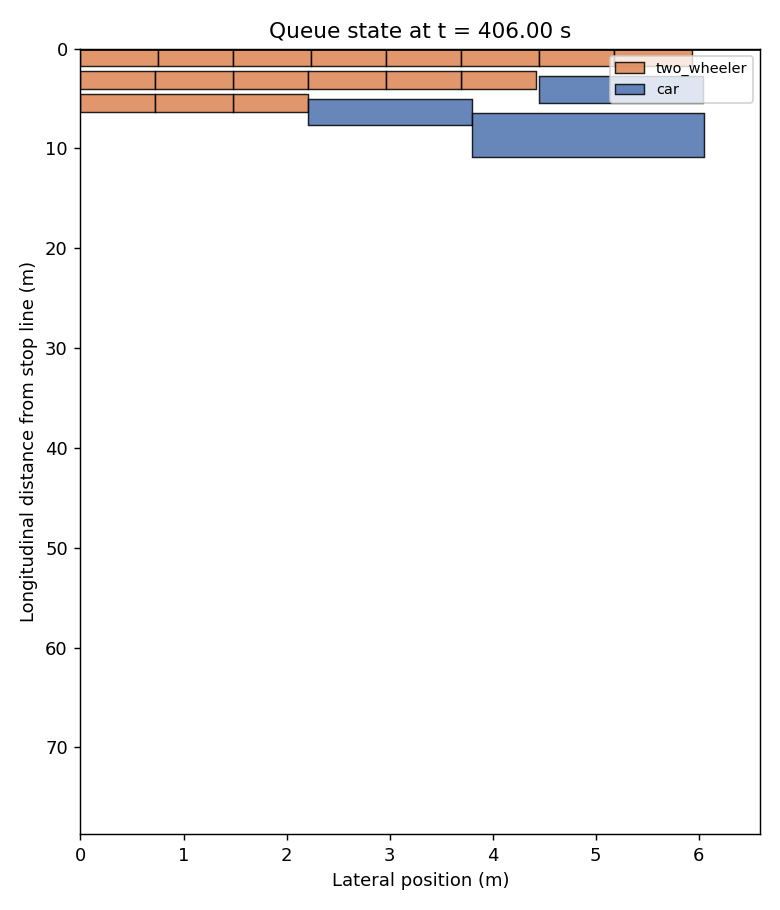 Queue state at t = 406.00 s
two_wheeler
car
0
10
20
30
40
50
60
70
Longitudinal distance from stop line (m)
0 1 2 3 4 5 6
Lateral position (m)